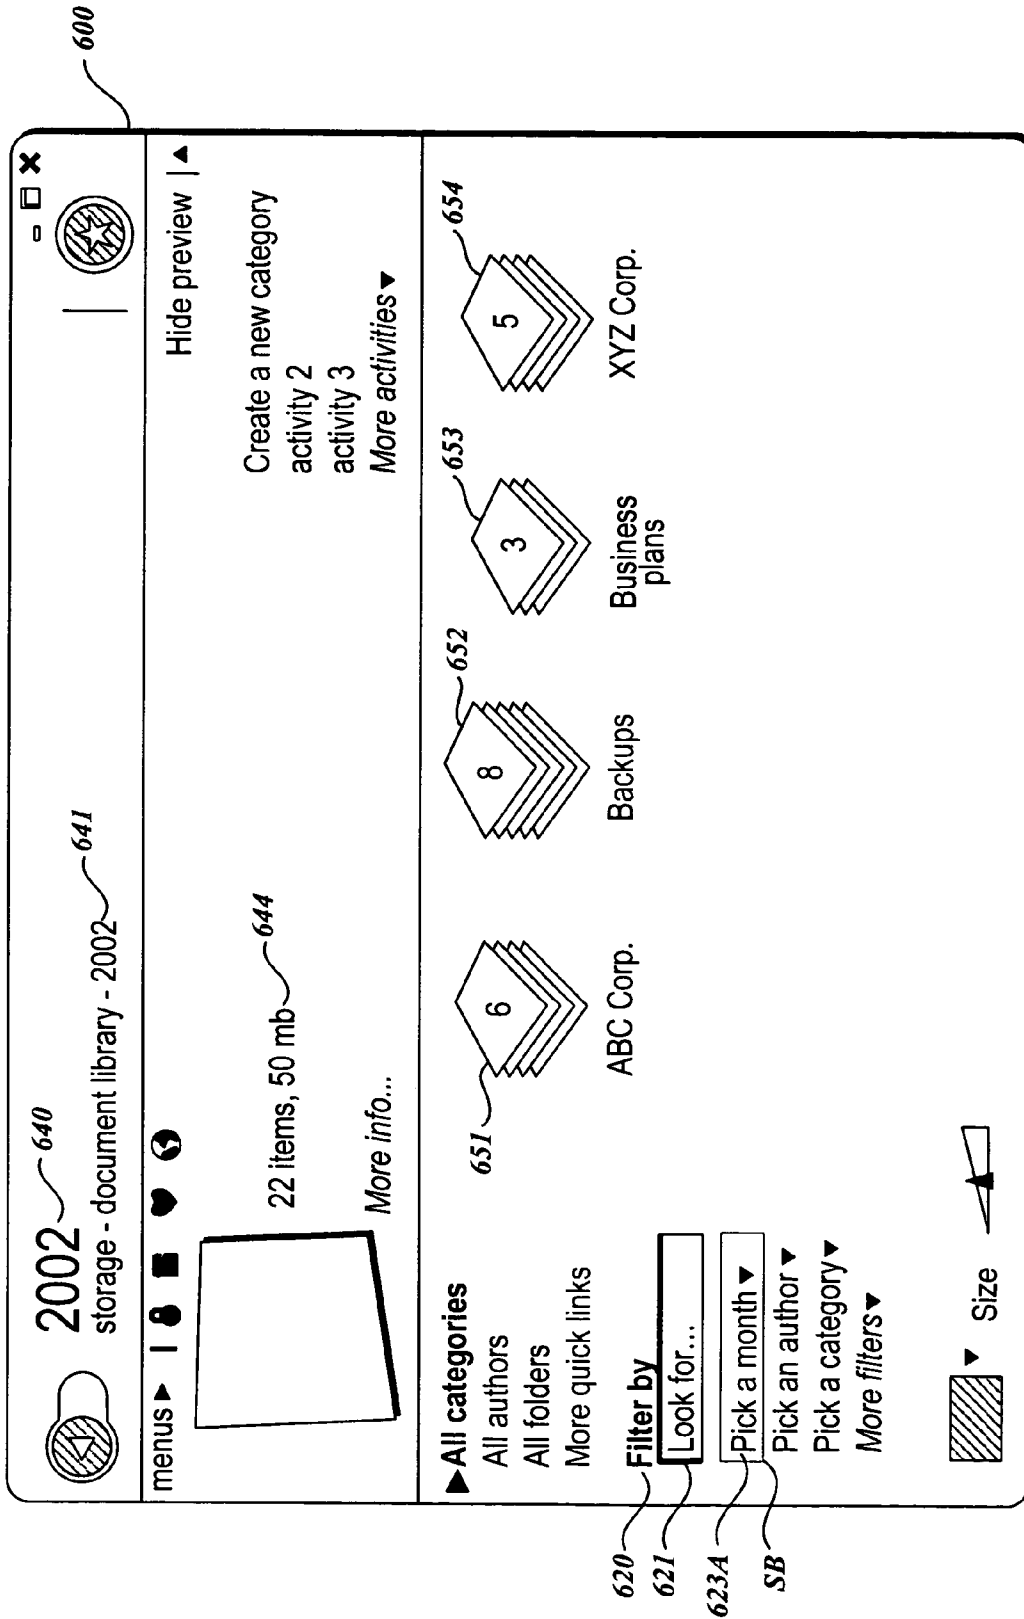 600
2002
640
storage - document library - 2002
641
menus
Hide preview
22 items, 50 mb
644
More info...
Create a new category
activity 2
activity 3
More activities
All categories
All authors
All folders
More quick links
620
Filter by
621
Look for...
623A
Pick a month
SB
Pick an author
Pick a category
More filters
Size
651
6
ABC Corp.
652
8
Backups
653
3
Business
plans
654
5
XYZ Corp.